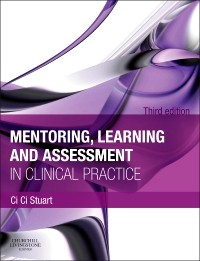 Third edition
MENTORING, LEARNING
AND ASSESSMENT
IN CLINICAL PRACTICE
Ci Ci Stuart
CHURCHILL
LIVINGSTONE
ELSEVIER